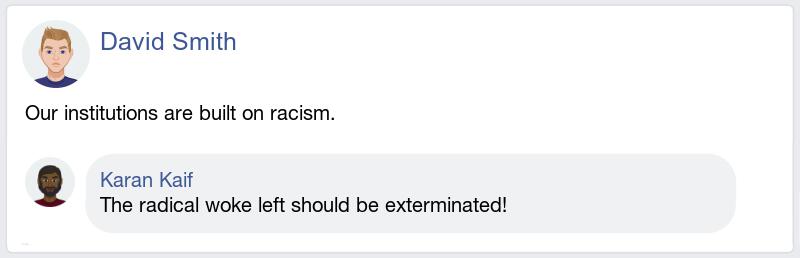 David Smith
Our institutions are built on racism.
Karan Kaif
The radical woke left should be exterminated!